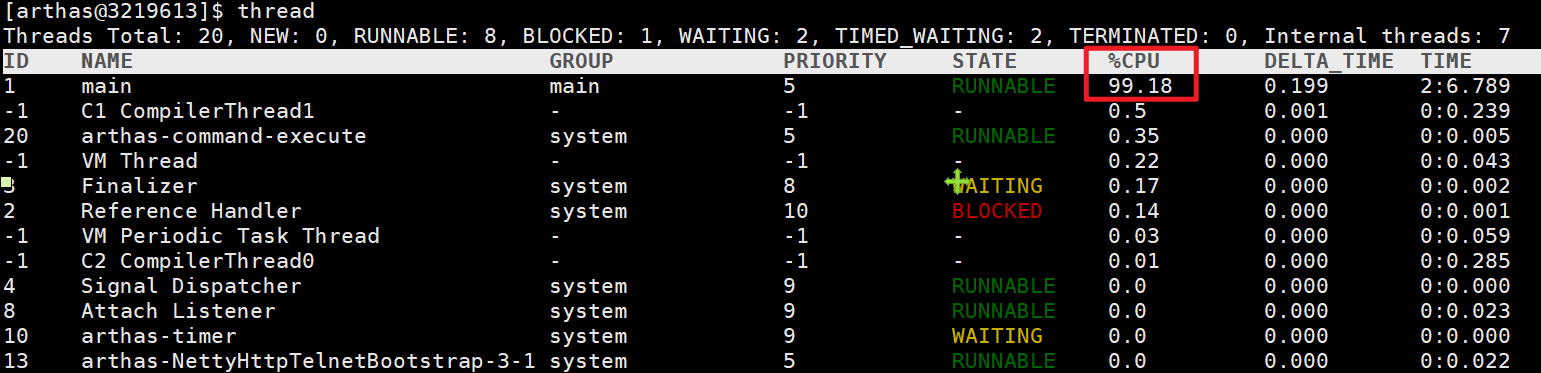 [arthas@3219613]$ thread
Threads Total: 20, NEW: 0, RUNNABLE: 8, BLOCKED: 1, WAITING: 2, TIMED_WAITING: 2, TERMINATED: 0, Internal threads: 7
ID NAME GROUP PRIORITY STATE %CPU DELTA_TIME TIME
1 main main 5 RUNNABLE 99.18 0.199 2:6.789
-1 C1 CompilerThread1 - -1 - 0.5 0.001 0:0.239
20 arthas-command-execute system 5 RUNNABLE 0.35 0.000 0:0.005
-1 VM Thread - -1 - 0.22 0.000 0:0.043
3 Finalizer system 8 WAITING 0.17 0.000 0:0.002
2 Reference Handler system 10 BLOCKED 0.14 0.000 0:0.001
-1 VM Periodic Task Thread - -1 - 0.03 0.000 0:0.059
-1 C2 CompilerThread0 - -1 - 0.01 0.000 0:0.285
4 Signal Dispatcher system 9 RUNNABLE 0.0 0.000 0:0.000
8 Attach Listener system 9 RUNNABLE 0.0 0.000 0:0.023
10 arthas-timer system 9 WAITING 0.0 0.000 0:0.000
13 arthas-NettyHttpTelnetBootstrap-3-1 system 5 RUNNABLE 0.0 0.000 0:0.022